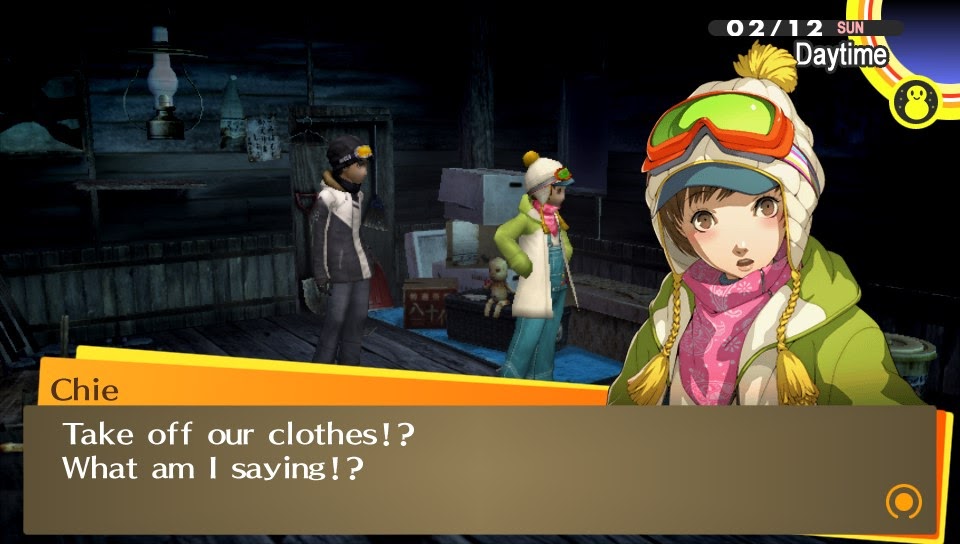 02/12 SUN
Daytime
Chie
Take off our clothes!?
What am I saying!?